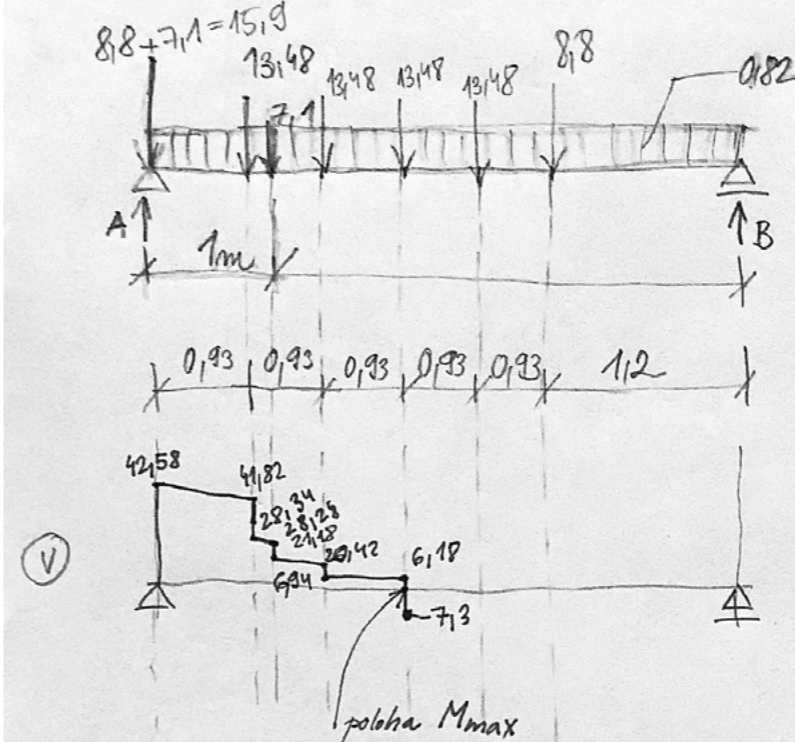 8,8+7,1=15,9
13,48
7,1
13,48
13,48
13,48
8,8
0,82
A
B
1m
0,93 0,93 0,93 0,93 0,93 1,2
V
42,58
41,82
28,34
28,28
21,18
20,42
6,94
6,18
-7,3
poloha Mmax